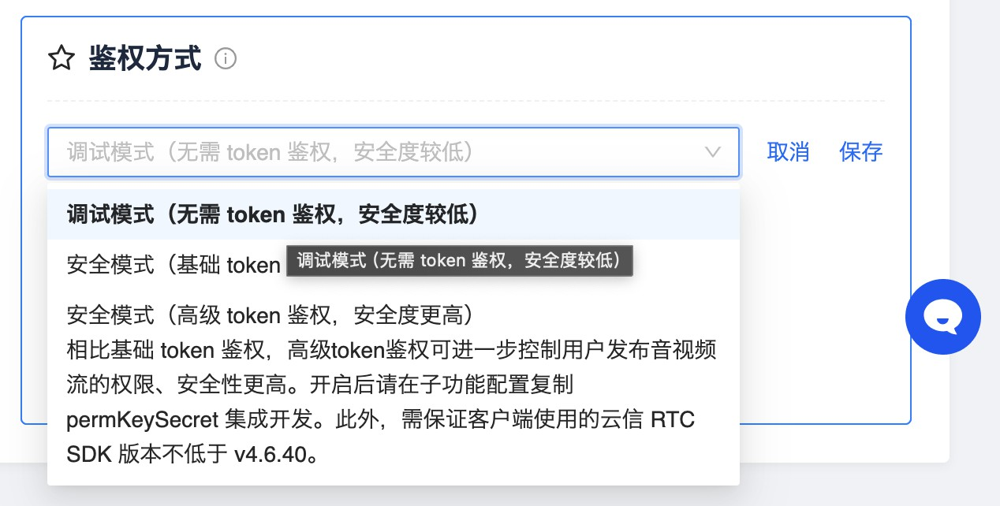 鉴权方式
调试模式（无需 token 鉴权，安全度较低）
取消
保存
调试模式（无需 token 鉴权，安全度较低）
安全模式（基础 token
调试模式（无需 token 鉴权，安全度较低）
安全模式（高级 token 鉴权，安全度更高）
相比基础 token 鉴权，高级token鉴权可进一步控制用户发布音视频
流的权限、安全性更高。开启后请在子功能配置复制
permKeySecret 集成开发。此外，需保证客户端使用的云信 RTC
SDK 版本不低于 v4.6.40。